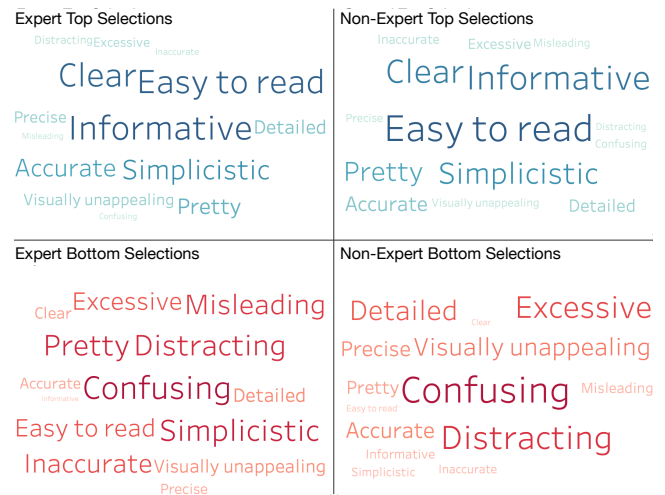 Expert Top Selections
Distracting Excessive
Inaccurate
Clear Easy to read
Precise Informative Detailed
Misleading
Accurate Simplicistic
Visually unappealing Pretty
Confusing
Non-Expert Top Selections
Inaccurate Excessive Misleading
Clear Informative
Precise Easy to read Distracting
Confusing
Pretty Simplicistic
Accurate Visually unappealing Detailed
Expert Bottom Selections
Clear Excessive Misleading
Pretty Distracting
Accurate Confusing Detailed
Informative
Easy to read Simplicistic
Inaccurate Visually unappealing
Precise
Non-Expert Bottom Selections
Detailed Clear Excessive
Precise Visually unappealing
Pretty Confusing Misleading
Easy to read
Accurate Distracting
Informative
Simplicistic Inaccurate